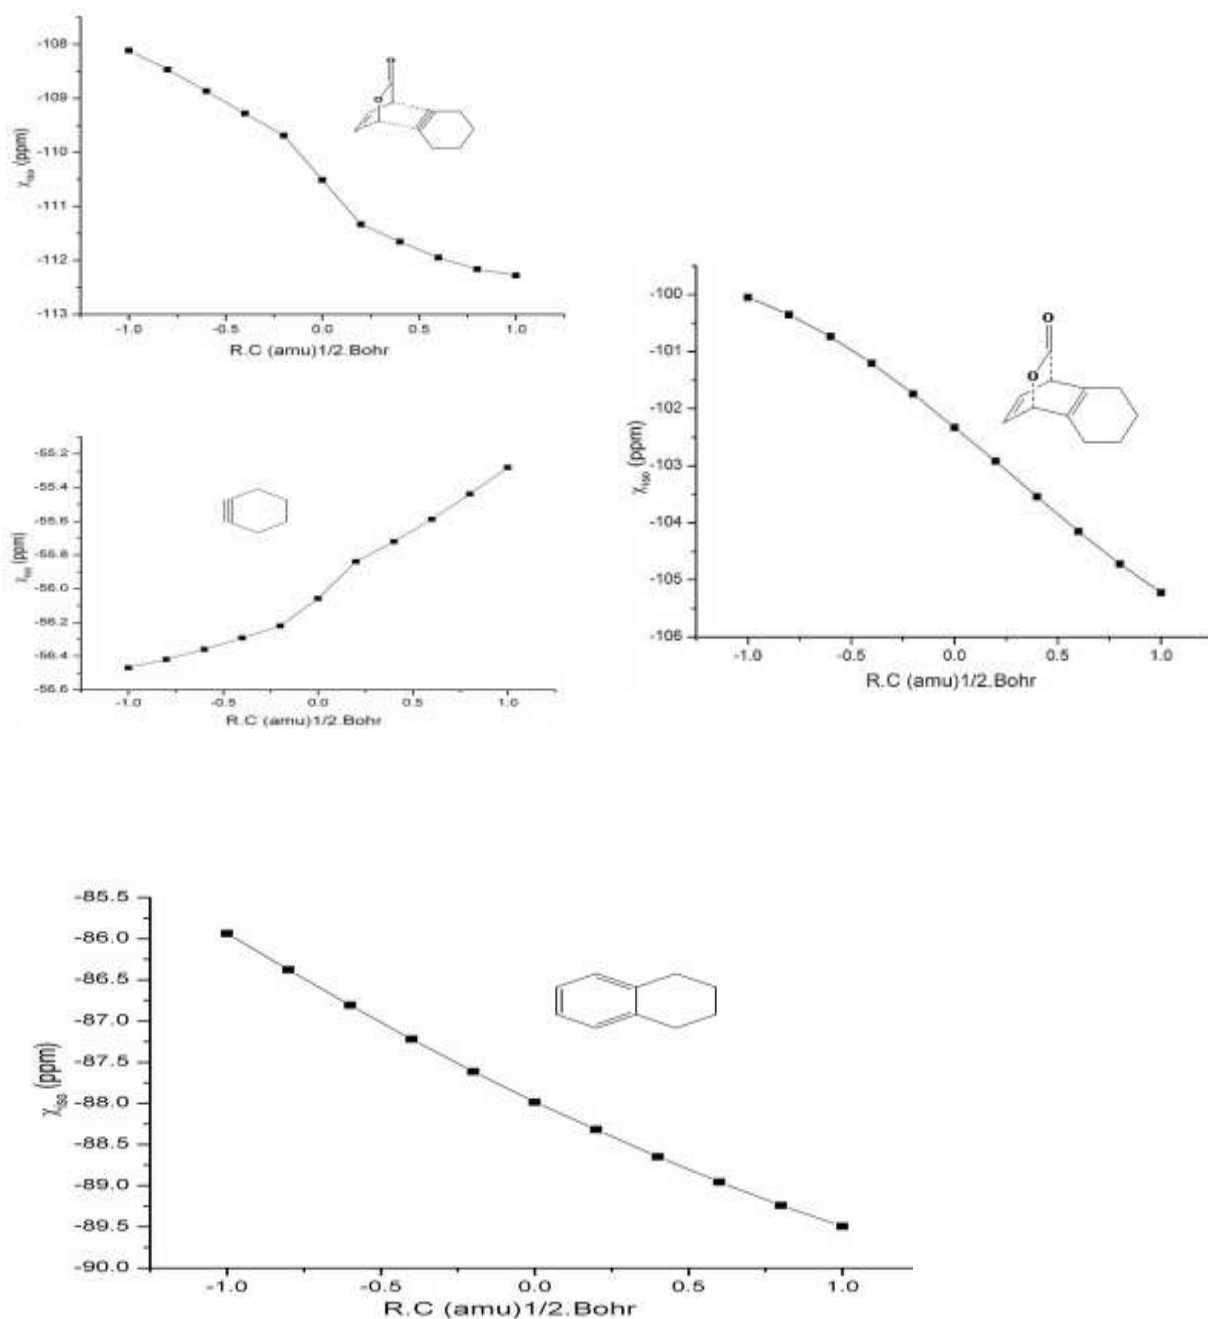 -108
-109
-110
-111
-112
-113
χiso (ppm)
-1.0 -0.5 0.0 0.5 1.0
R.C (amu)1/2.Bohr
O
O
-55.2
-55.4
-55.6
-55.8
-56.0
-56.2
-56.4
-56.6
χiso (ppm)
-1.0 -0.5 0.0 0.5 1.0
R.C (amu)1/2.Bohr
-100
-101
-102
-103
-104
-105
-106
χiso (ppm)
-1.0 -0.5 0.0 0.5 1.0
R.C (amu)1/2.Bohr
O
O
-85.5
-86.0
-86.5
-87.0
-87.5
-88.0
-88.5
-89.0
-89.5
-90.0
χiso (ppm)
-1.0 -0.5 0.0 0.5 1.0
R.C (amu)1/2.Bohr